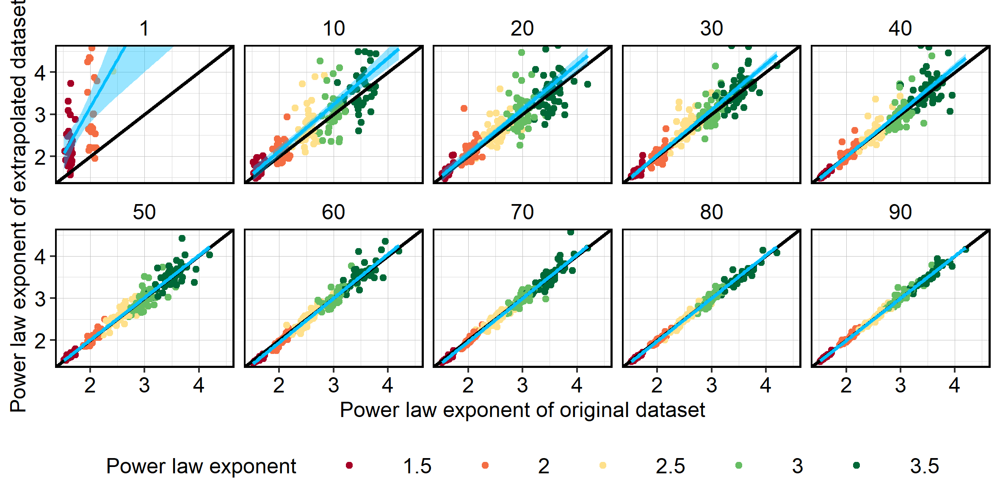 Power law exponent of extrapolated dataset
1 10 20 30 40
4
3
2
50 60 70 80 90
4
3
2
2 3 4 2 3 4 2 3 4 2 3 4 2 3 4
Power law exponent of original dataset
Power law exponent 1.5 2 2.5 3 3.5